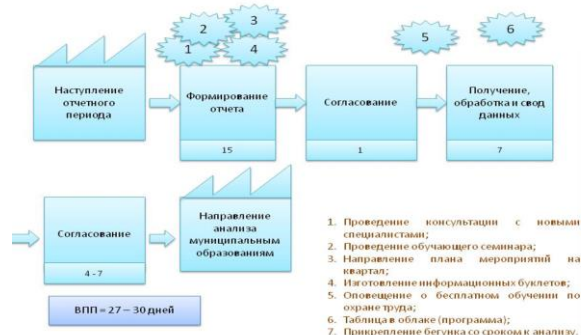 2
3
1
4
5
6
Наступление
отчетного
периода
Формирование
отчета
15
Согласование
1
Получение,
обработка и свод
данных
7
Согласование
4 - 7
Направление
анализа
муниципальным
образованиям
ВПП = 27 – 30 дней
1. Проведение консультации с новыми
специалистами;
2. Проведение обучающего семинара;
3. Направление плана мероприятий на
квартал;
4. Изготовление информационных буклетов;
5. Оповещение о бесплатном обучении по
охране труда;
6. Таблица в облаке (программа);
7. Прикрепление бегунка со сроком к анализу.